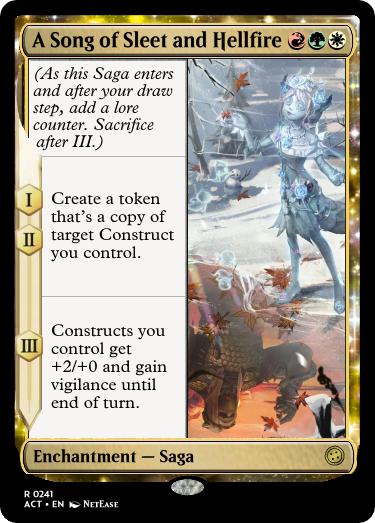 A Song of Sleet and Hellfire
(As this Saga enters
and after your draw
step, add a lore
counter. Sacrifice
after III.)
I
II
Create a token
that's a copy of
target Construct
you control.
III
Constructs you
control get
+2/+0 and gain
vigilance until
end of turn.
Enchantment — Saga
R 0241
ACT • EN NetEase